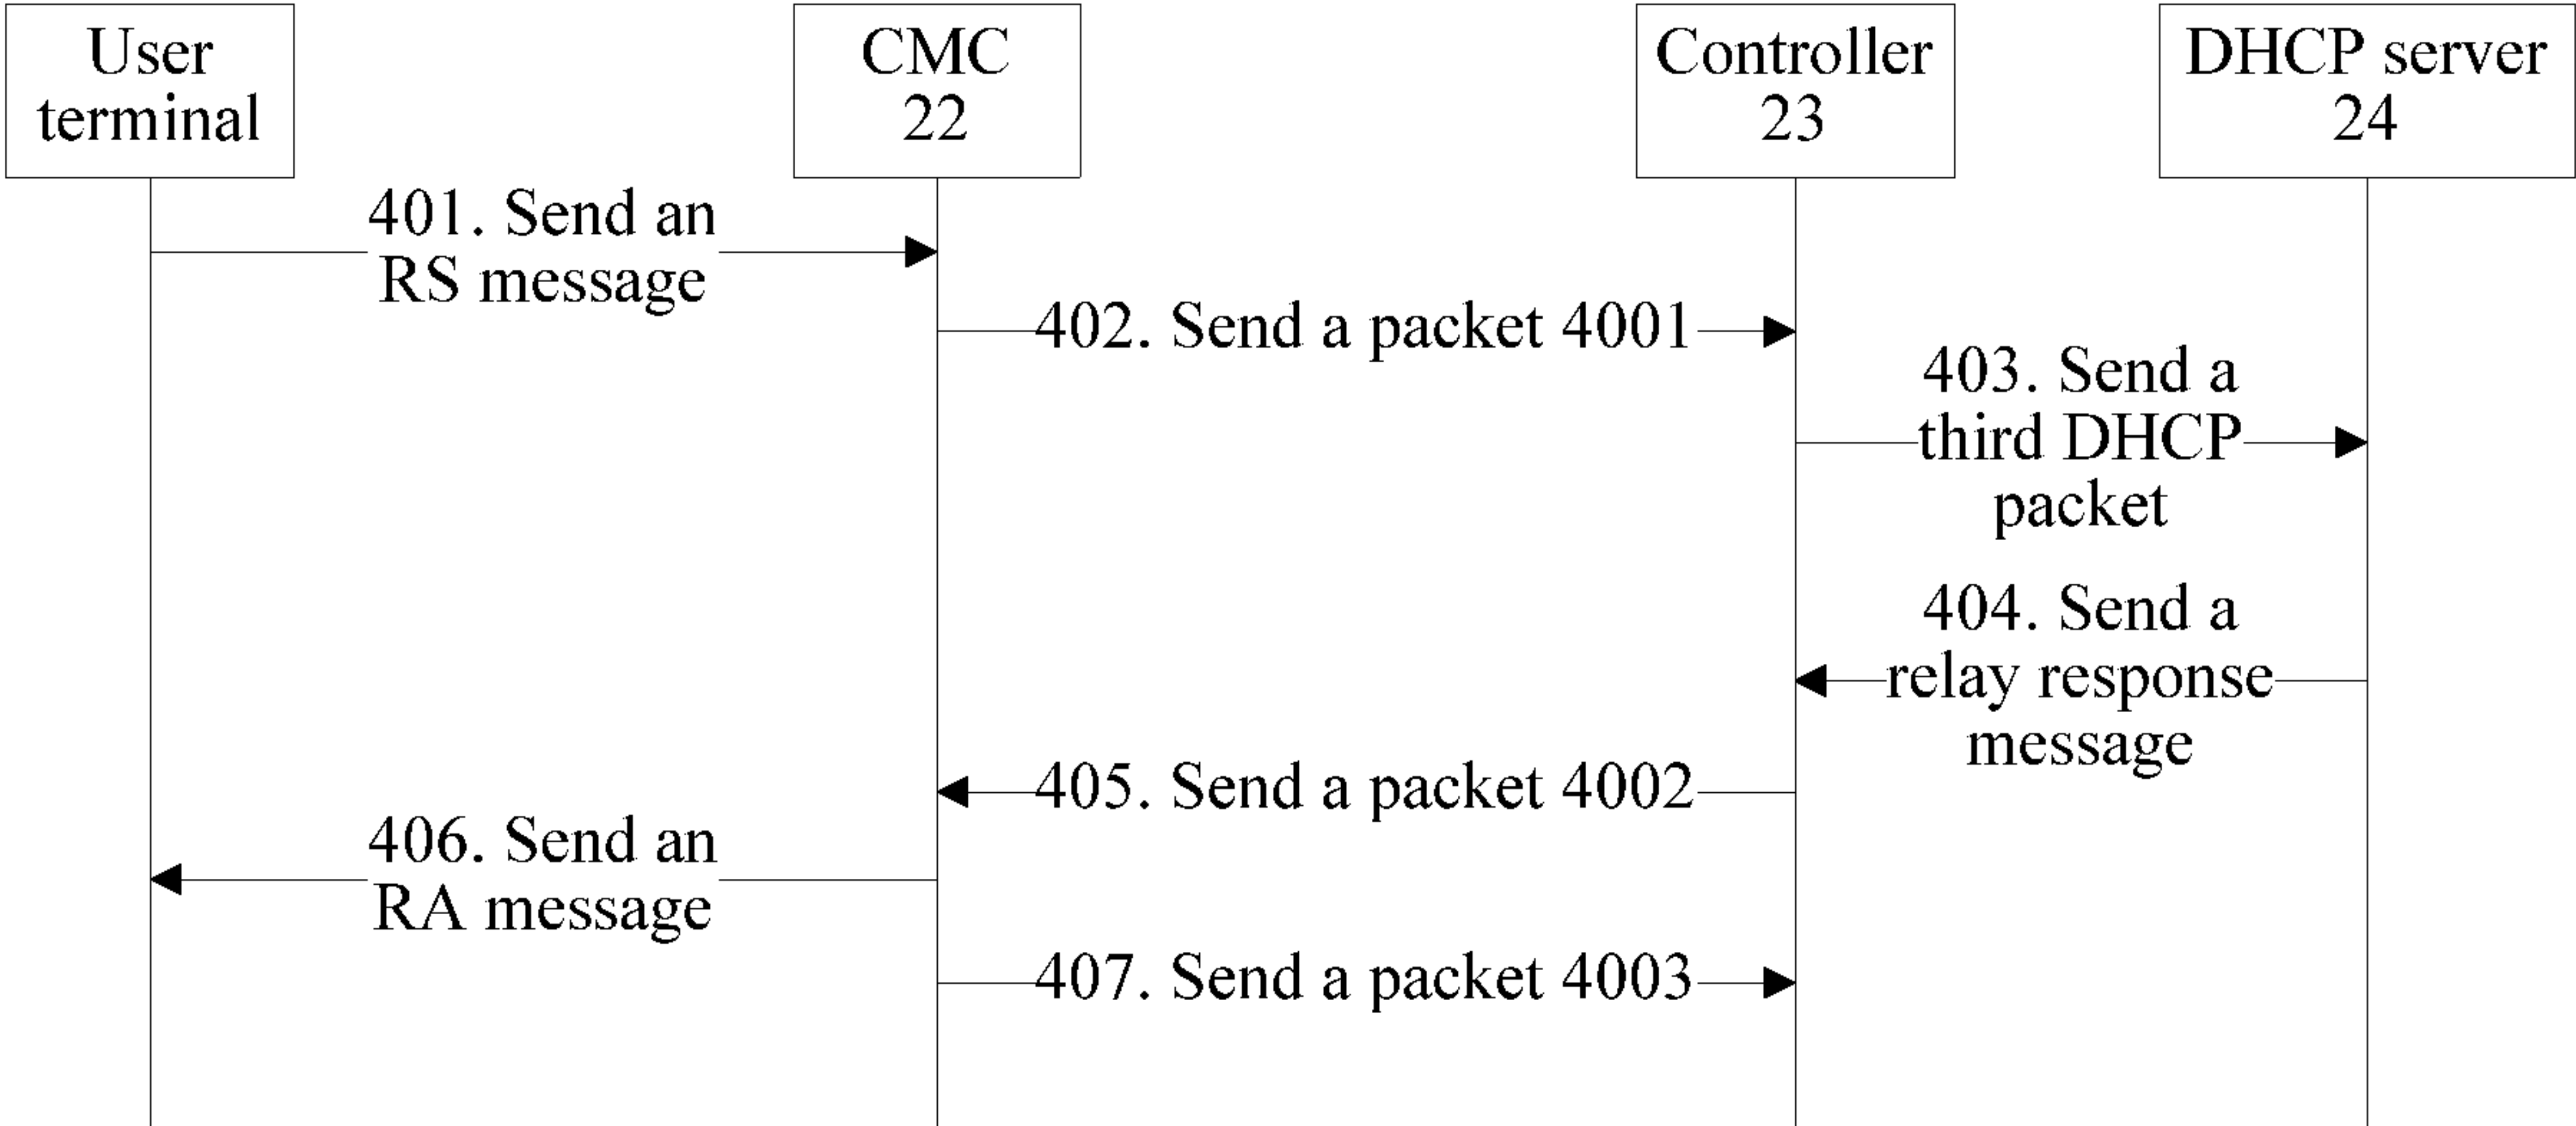 User
terminal
CMC
22
Controller
23
DHCP server
24
401. Send an
RS message
402. Send a packet 4001
403. Send a
third DHCP
packet
404. Send a
relay response
message
405. Send a packet 4002
406. Send an
RA message
407. Send a packet 4003